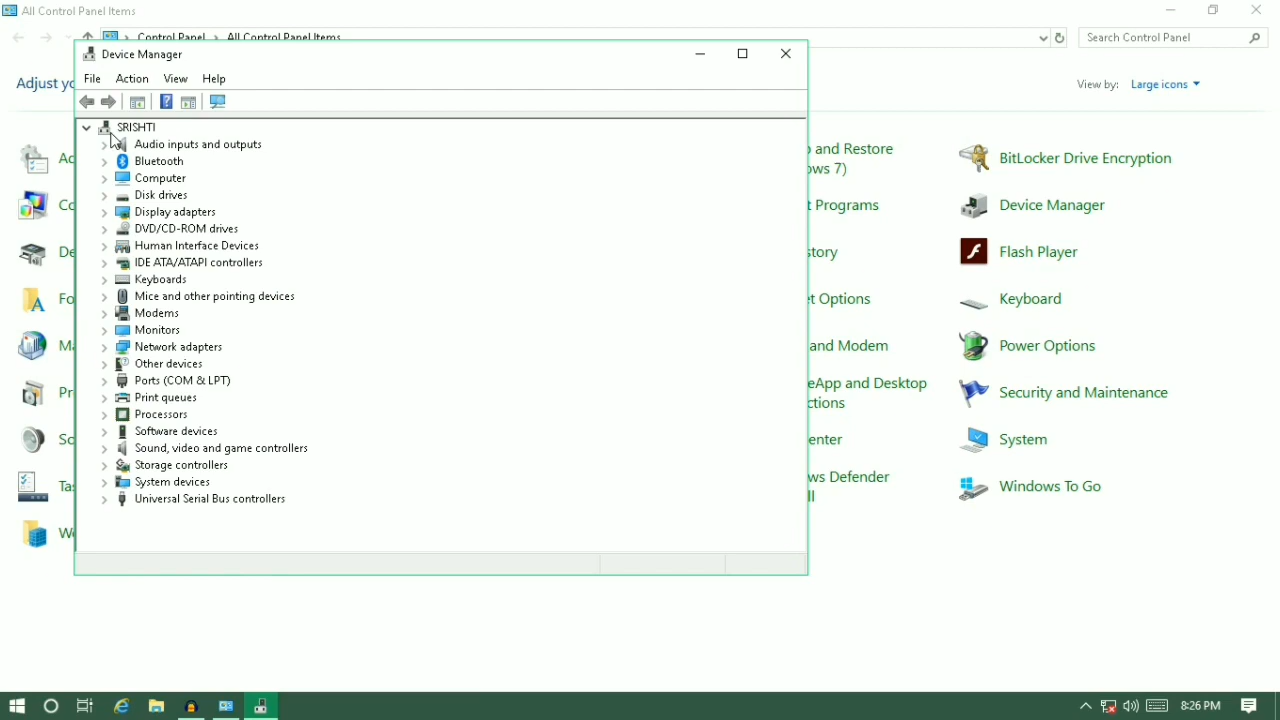 All Control Panel Items
Control Panel
All Control Panel Items
Search Control Panel
Device Manager
File Action View Help
View by: Large icons
Adjust yo
SRISHTI
Audio inputs and outputs
Bluetooth
Computer
Disk drives
Display adapters
DVD/CD-ROM drives
Human Interface Devices
IDE ATA/ATAPI controllers
Keyboards
Mice and other pointing devices
Modems
Monitors
Network adapters
Other devices
Ports (COM & LPT)
Print queues
Processors
Software devices
Sound, video and game controllers
Storage controllers
System devices
Universal Serial Bus controllers
p and Restore
ows 7)
t Programs
story
et Options
and Modem
eApp and Desktop
ctions
enter
ws Defender
ll
BitLocker Drive Encryption
Device Manager
Flash Player
Keyboard
Power Options
Security and Maintenance
System
Windows To Go
8:26 PM